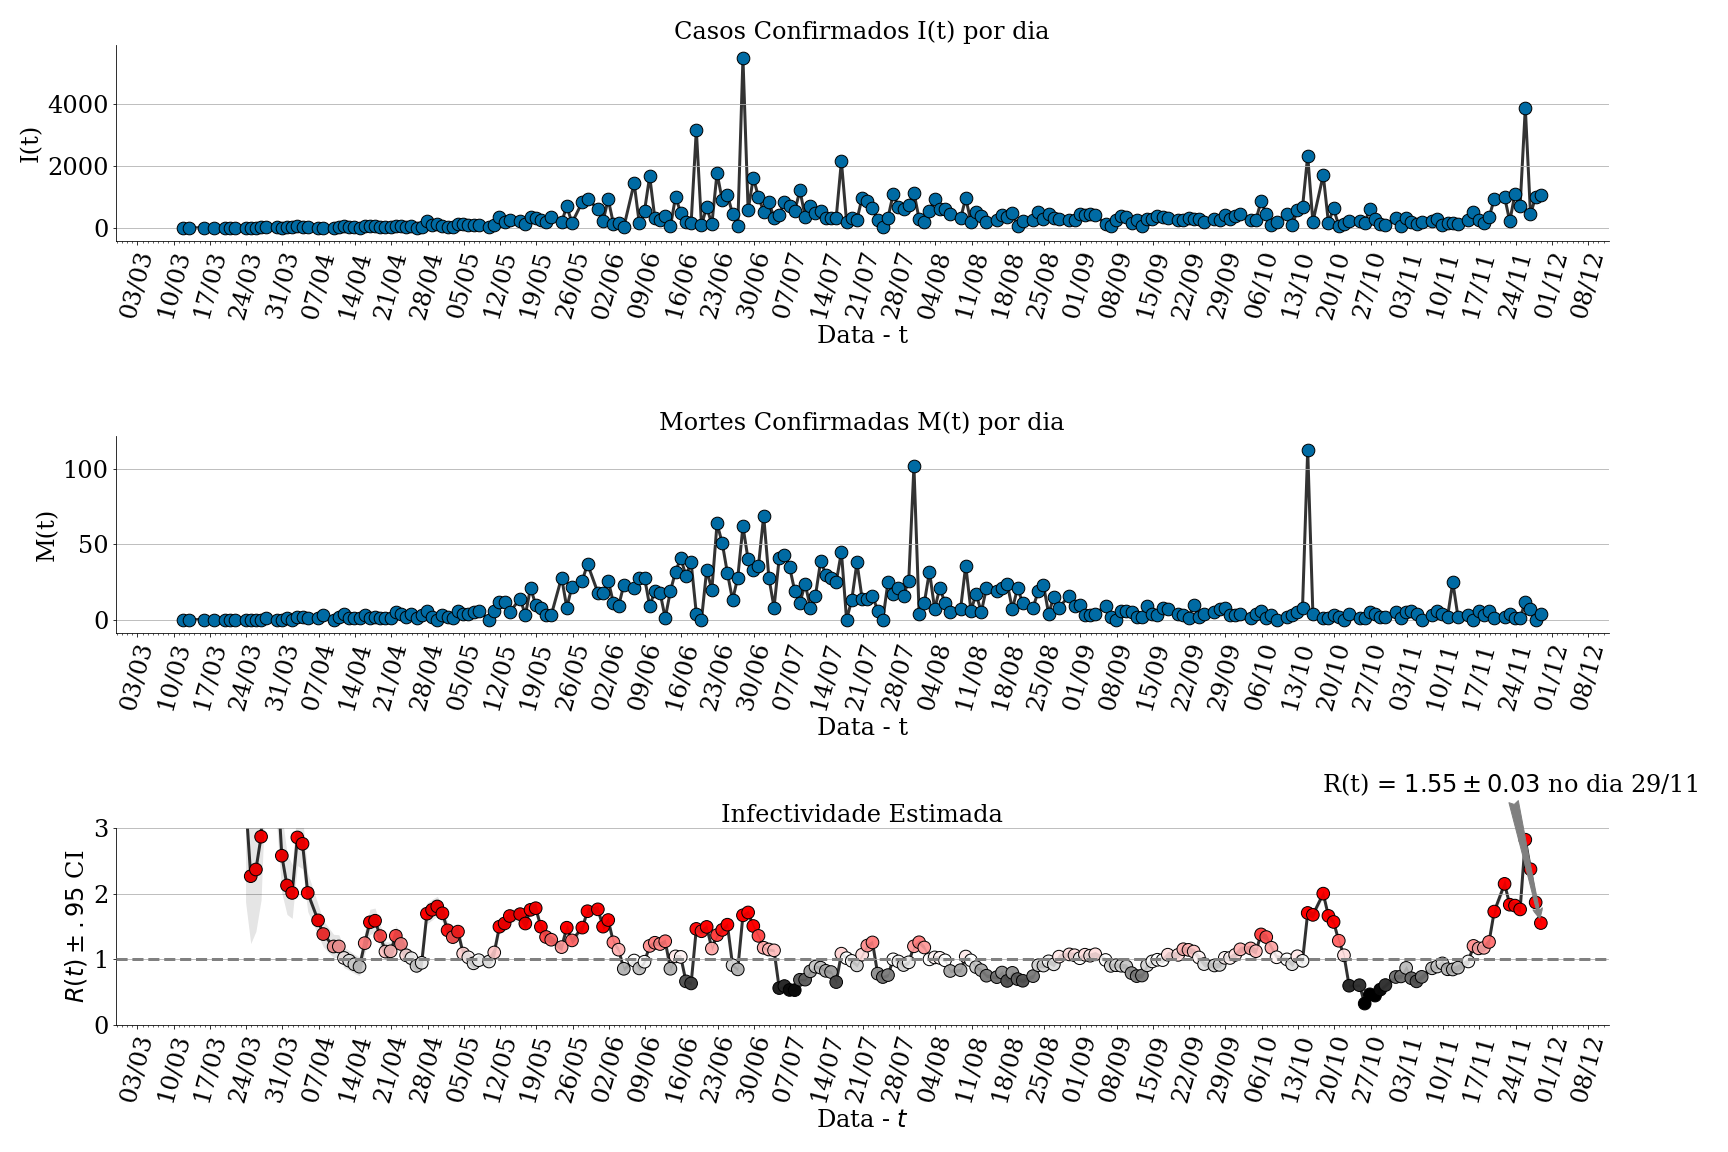 Casos Confirmados I(t) por dia
I(t)
4000
2000
0
03/03 10/03 17/03 24/03 31/03 07/04 14/04 21/04 28/04 05/05 12/05 19/05 26/05 02/06 09/06 16/06 23/06 30/06 07/07 14/07 21/07 28/07 04/08 11/08 18/08 25/08 01/09 08/09 15/09 22/09 29/09 06/10 13/10 20/10 27/10 03/11 10/11 17/11 24/11 01/12 08/12
Data - t
Mortes Confirmadas M(t) por dia
M(t)
100
50
0
03/03 10/03 17/03 24/03 31/03 07/04 14/04 21/04 28/04 05/05 12/05 19/05 26/05 02/06 09/06 16/06 23/06 30/06 07/07 14/07 21/07 28/07 04/08 11/08 18/08 25/08 01/09 08/09 15/09 22/09 29/09 06/10 13/10 20/10 27/10 03/11 10/11 17/11 24/11 01/12 08/12
Data - t
R(t) = 1.55 ± 0.03 no dia 29/11
Infectividade Estimada
R(t) ± .95 CI
3
2
1
0
03/03 10/03 17/03 24/03 31/03 07/04 14/04 21/04 28/04 05/05 12/05 19/05 26/05 02/06 09/06 16/06 23/06 30/06 07/07 14/07 21/07 28/07 04/08 11/08 18/08 25/08 01/09 08/09 15/09 22/09 29/09 06/10 13/10 20/10 27/10 03/11 10/11 17/11 24/11 01/12 08/12
Data - t